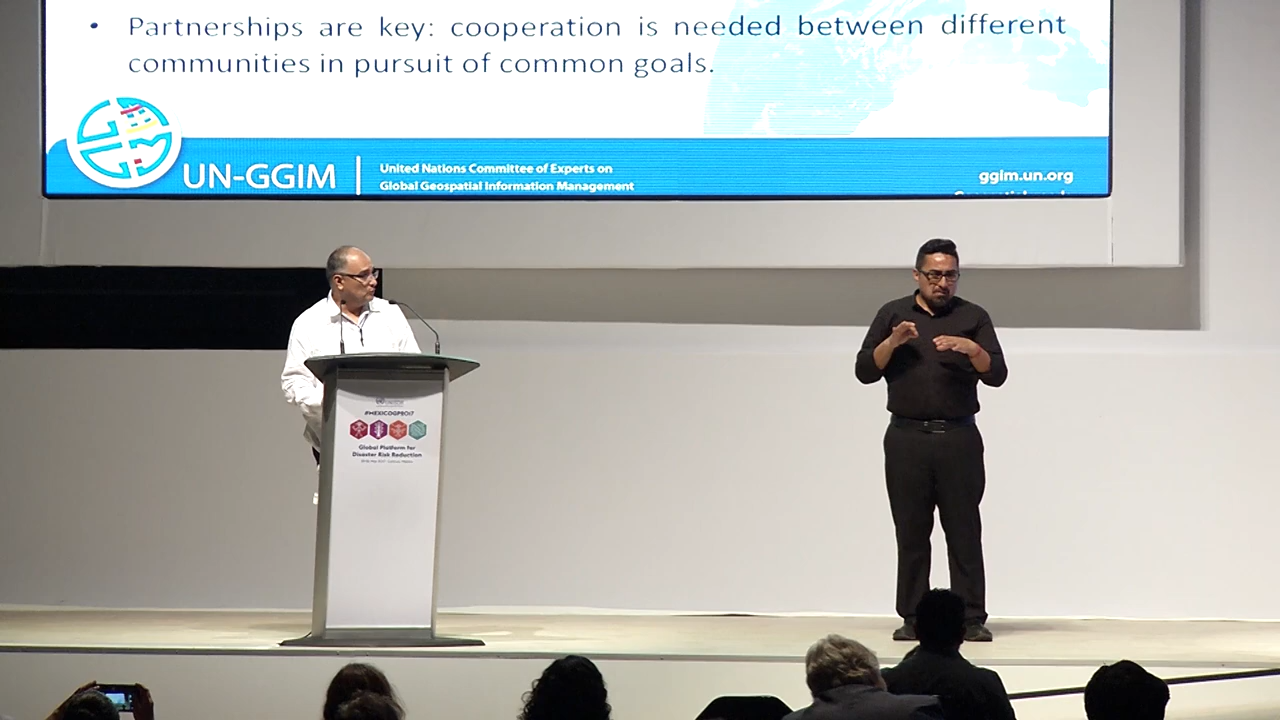 • Partnerships are key: cooperation is needed between different
communities in pursuit of common goals.
UN-GGIM
United Nations Committee of Experts on
Global Geospatial Information Management
ggim.un.org
#MEXICOGPEO17
Global Platform for
Disaster Risk Reduction